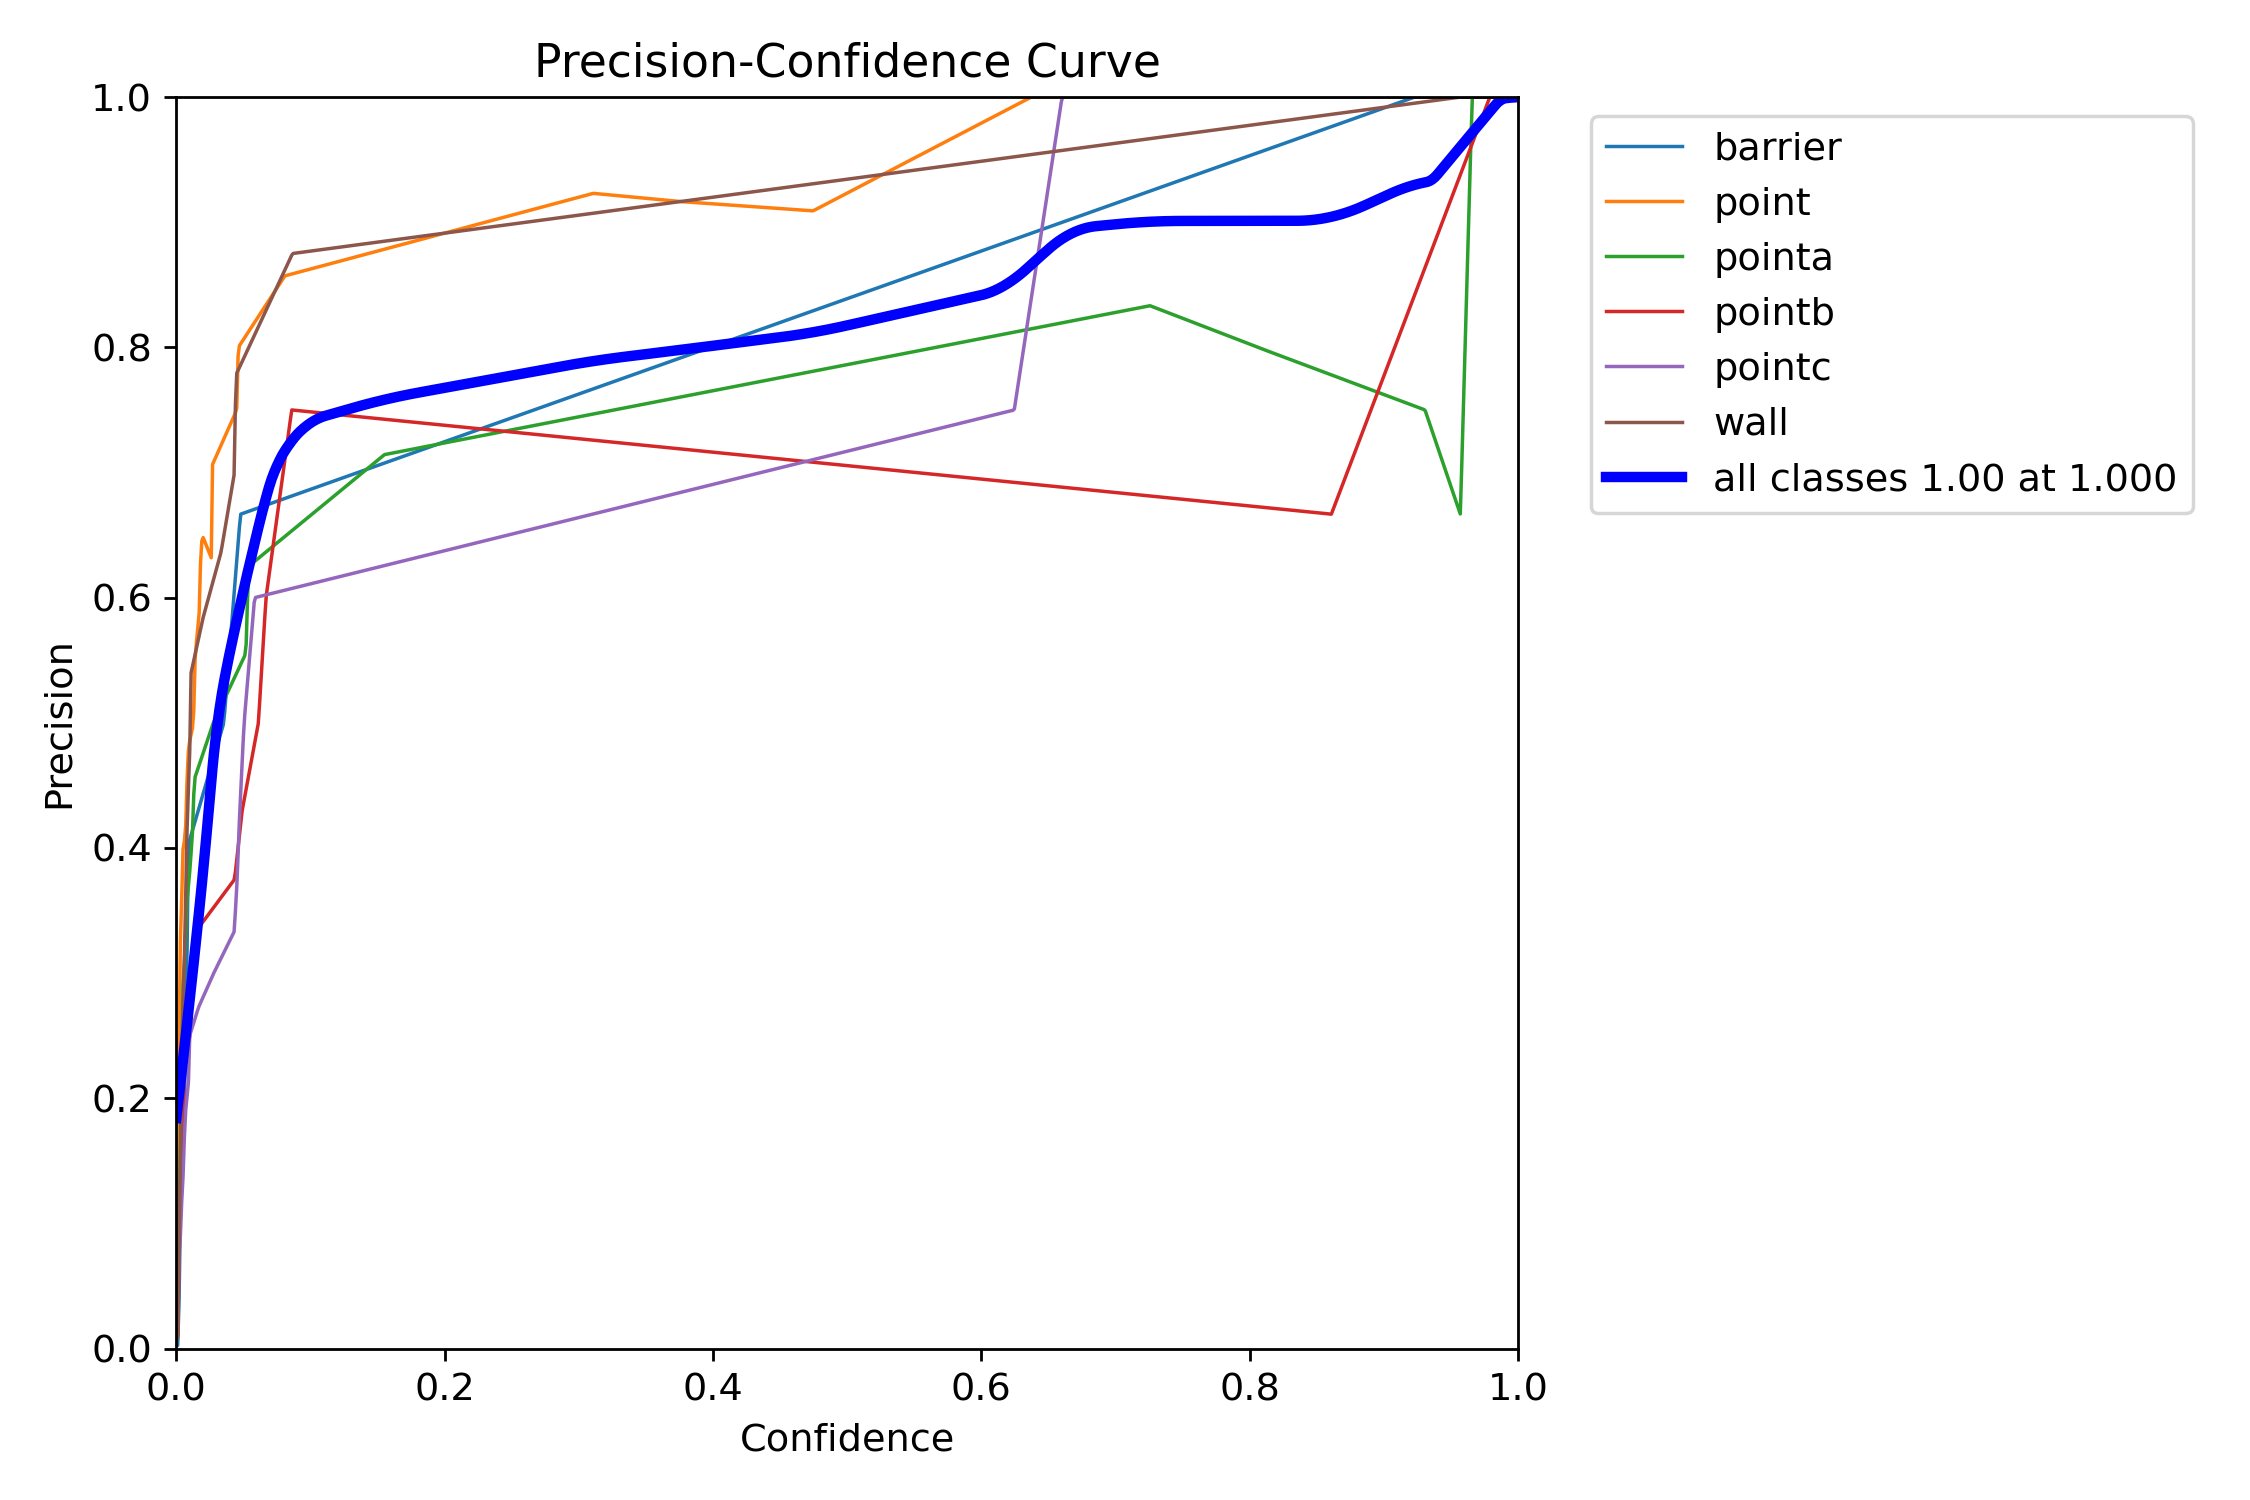 Precision-Confidence Curve
1.0
0.8
0.6
0.4
0.2
0.0
Precision
0.0 0.2 0.4 0.6 0.8 1.0
Confidence
barrier
point
pointa
pointb
pointc
wall
all classes 1.00 at 1.000